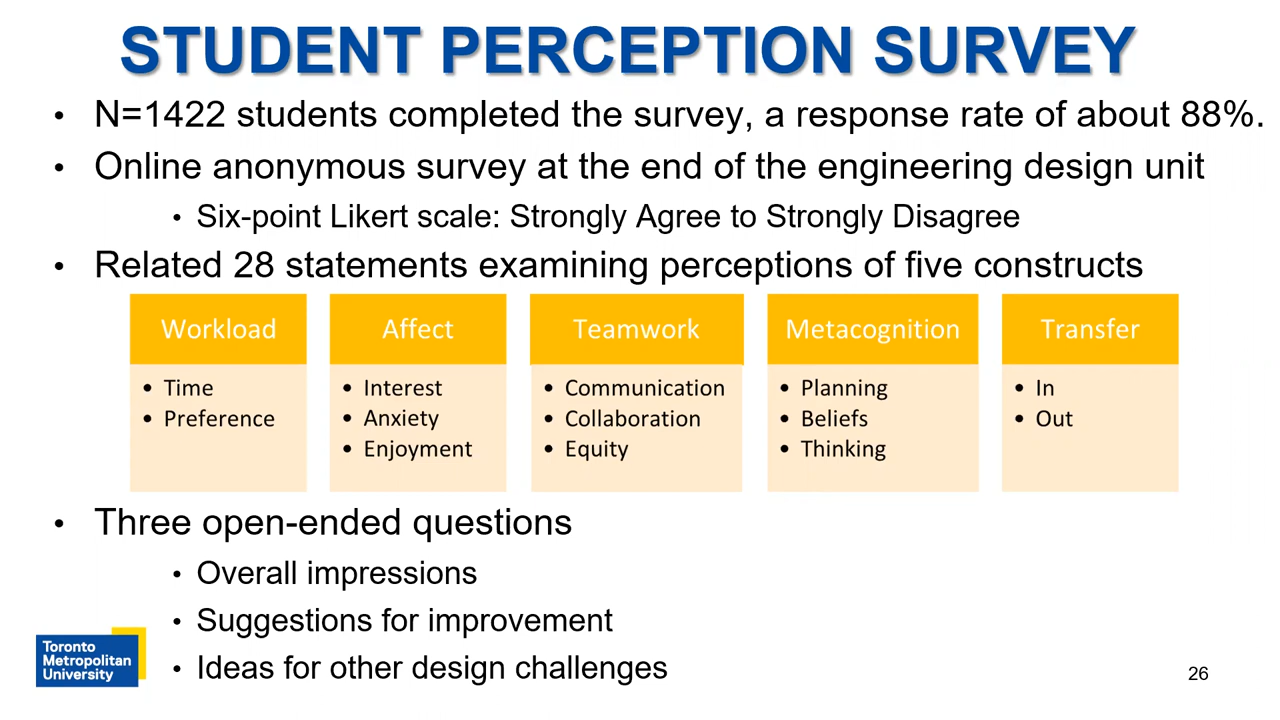 STUDENT PERCEPTION SURVEY
• N=1422 students completed the survey, a response rate of about 88%.
• Online anonymous survey at the end of the engineering design unit
• Six-point Likert scale: Strongly Agree to Strongly Disagree
• Related 28 statements examining perceptions of five constructs
Workload
• Time
• Preference
Affect
• Interest
• Anxiety
• Enjoyment
Teamwork
• Communication
• Collaboration
• Equity
Metacognition
• Planning
• Beliefs
• Thinking
Transfer
• In
• Out
• Three open-ended questions
• Overall impressions
• Suggestions for improvement
• Ideas for other design challenges
Toronto
Metropolitan
University
26